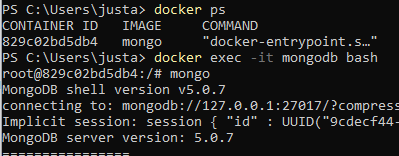 PS C:\Users\justa> docker ps
CONTAINER ID   IMAGE     COMMAND
829c02bd5db4   mongo     "docker-entrypoint.s…"
PS C:\Users\justa> docker exec -it mongodb bash
root@829c02bd5db4:/# mongo
MongoDB shell version v5.0.7
connecting to: mongodb://127.0.0.1:27017/?compress
Implicit session: session { "id" : UUID("9cdecf44-
MongoDB server version: 5.0.7
================